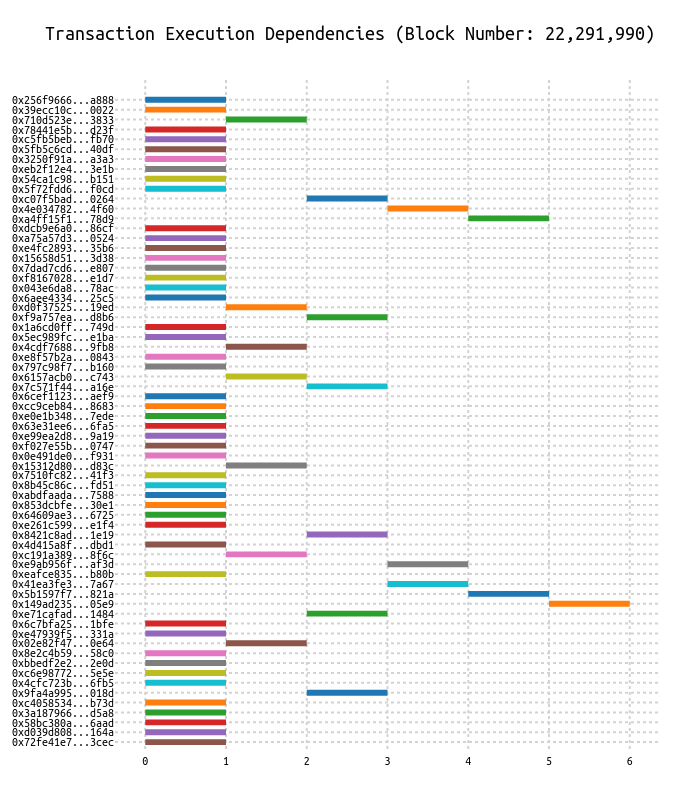 Transaction Execution Dependencies (Block Number: 22,291,990)
0x256f9666...a888
0x39ecc10c...0022
0x710d523e...3833
0x78441e5b...d23f
0xc5fb5beb...fb70
0x5fb5c6cd...40df
0x3250f91a...a3a3
0xeb2f12e4...3e1b
0x54ca1c98...b151
0x5f72fdd6...f0cd
0xc07f5bad...0264
0x4e034782...4f60
0xa4ff15f1...78d9
0xdcb9e6a0...86cf
0xa75a57d3...0524
0xe4fc2893...35b6
0x15658d51...3d38
0x7dad7cd6...e807
0xf8167028...e1d7
0x043e6da8...78ac
0x6aee4334...25c5
0xd0f37525...19ed
0xf9a757ea...d8b6
0x1a6cd0ff...749d
0x5ec989fc...e1ba
0x4cdf7688...9fb8
0xe8f57b2a...0843
0x797c98f7...b160
0x6157acb0...c743
0x7c571f44...a16e
0x6cef1123...aef9
0xcc9ceb84...8683
0xe0e1b348...7ede
0x63e31ee6...6fa5
0xe99ea2d8...9a19
0xf027e55b...0747
0x0e491de0...f931
0x15312d80...d83c
0x7510fc82...41f3
0x8b45c86c...fd51
0xabdfaada...7588
0x853dcbfe...30e1
0x64609ae3...6725
0xe261c599...e1f4
0x8421c8ad...1e19
0x4d415a8f...dbd1
0xc191a389...8f6c
0xe9ab956f...af3d
0xeafce835...b80b
0x41ea3fe3...7a67
0x5b1597f7...821a
0x149ad235...05e9
0xe71cafad...1484
0x6c7bfa25...1bfe
0xe47939f5...331a
0x02e82f47...0e64
0x8e2c4b59...58c0
0xbbedf2e2...2e0d
0xc6e98772...5e5e
0x4cfc723b...6fb5
0x9fa4a995...018d
0xc4058534...b73d
0x3a187966...d5a8
0x58bc380a...6aad
0xd039d808...164a
0x72fe41e7...3cec
0 1 2 3 4 5 6